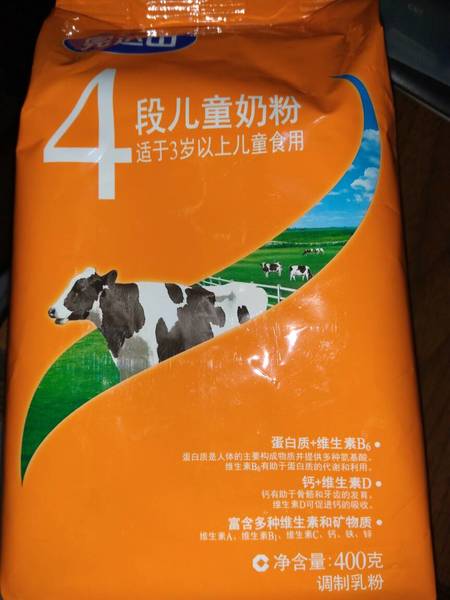 完达山
4
段儿童奶粉
适于3岁以上儿童食用
蛋白质+维生素B₆
蛋白质是人体的主要构成物质并提供多种氨基酸。
维生素B₆有助于蛋白质的代谢和利用。
钙+维生素D
钙有助于骨骼和牙齿的发育。
维生素D可促进钙的吸收。
富含多种维生素和矿物质
维生素A、维生素B₁、维生素C、钙、铁、锌
净含量:400克
调制乳粉